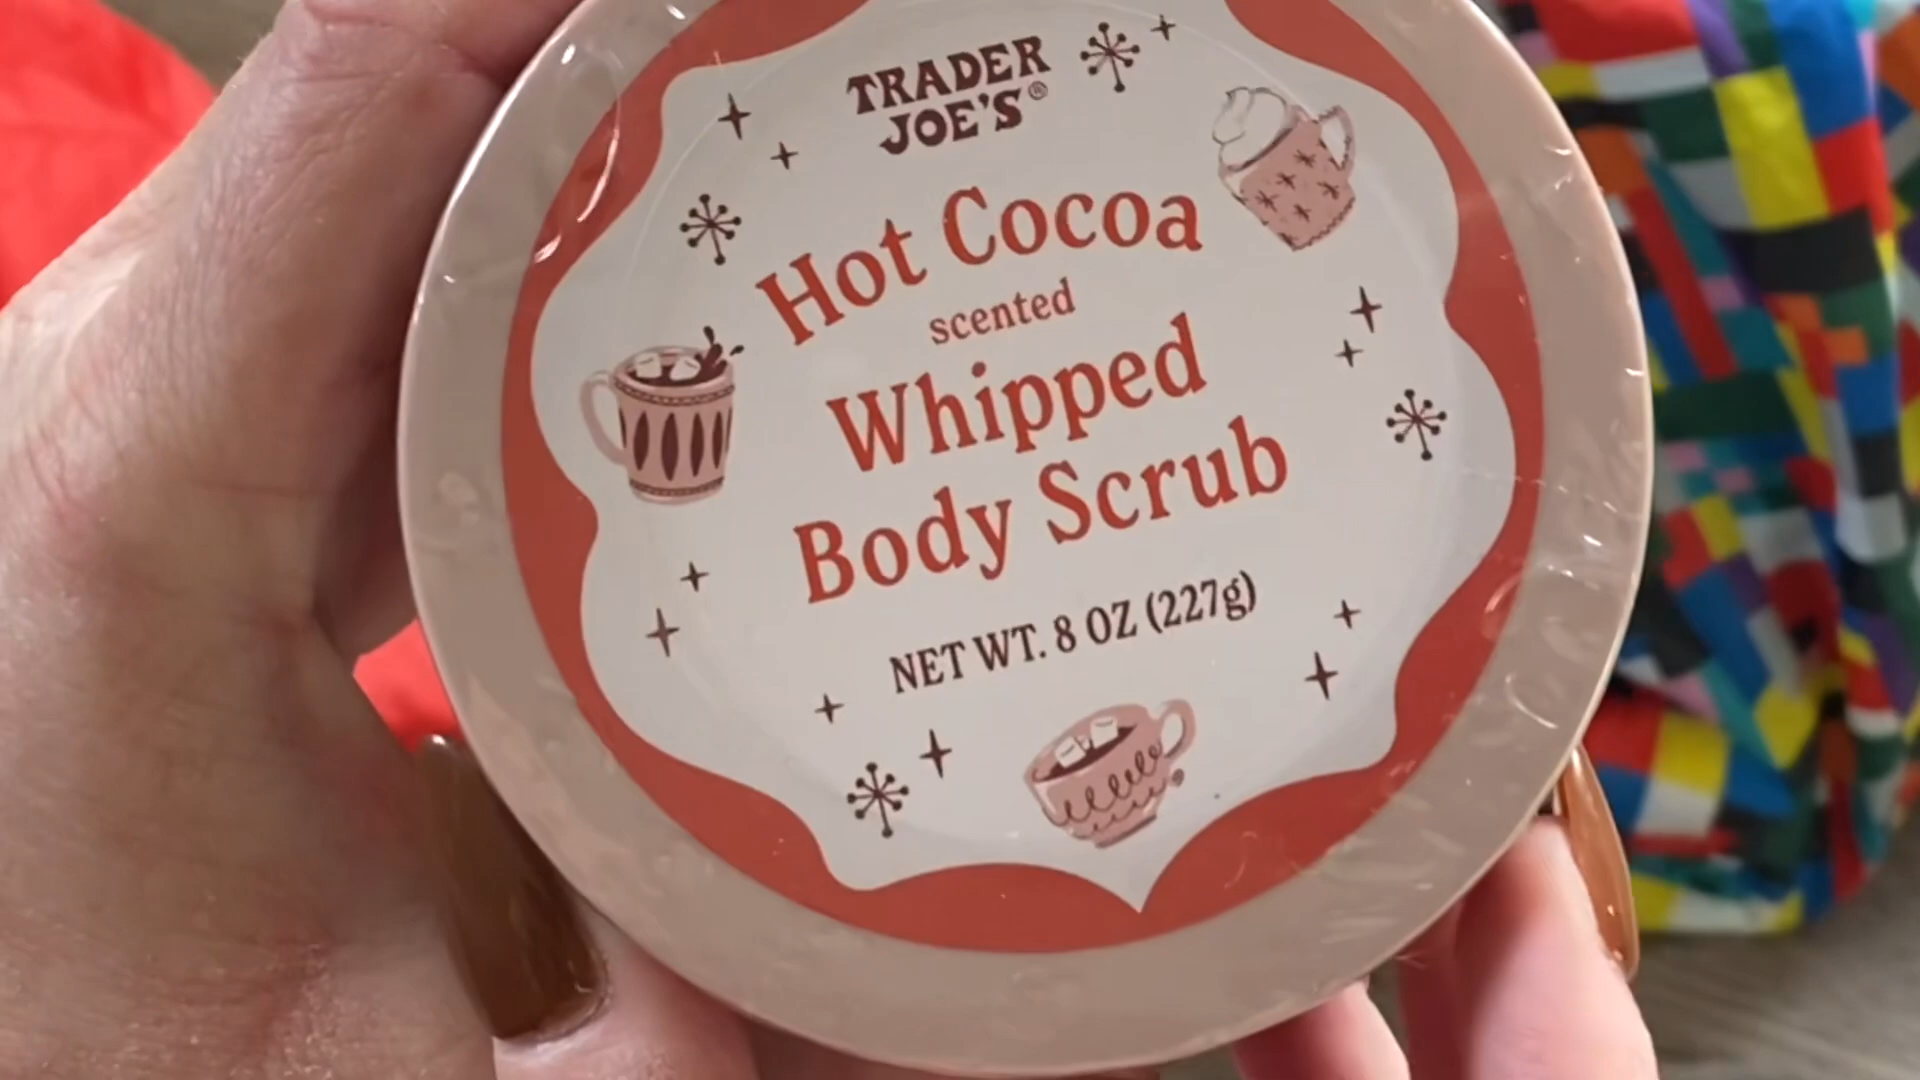 TRADER
JOE'S®
Hot Cocoa
scented
Whipped
Body Scrub
NET WT. 8 OZ (227g)